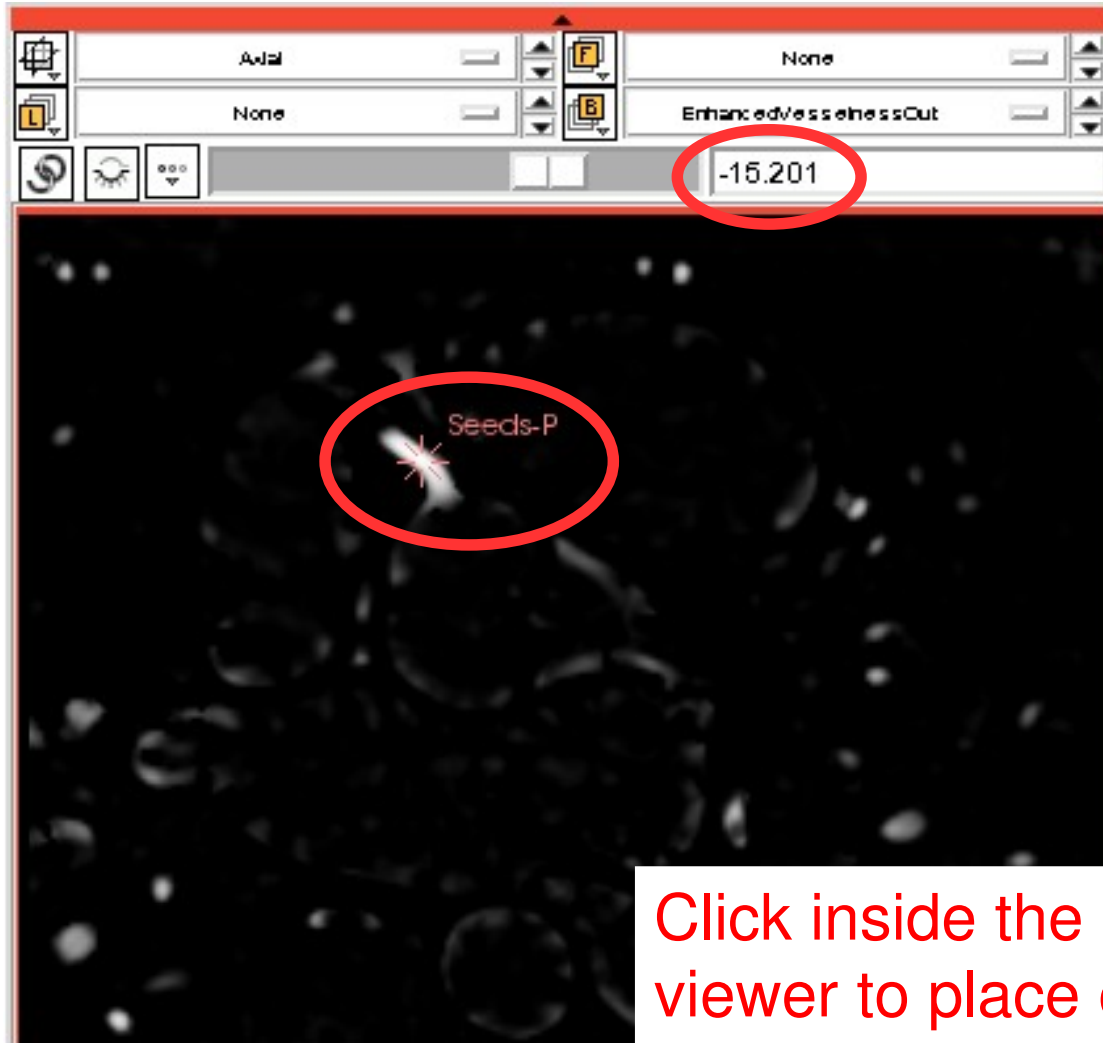 Axial
F
None
L
None
B
EnhancedVesselnessOut
-15.201
Seeds-P
Click inside the
viewer to place